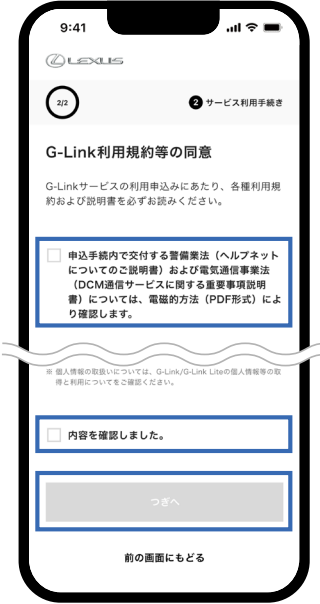 9:41
LEXUS
2/2
2 サービス利用手続き
G-Link利用規約等の同意
G-Linkサービスの利用申込みにあたり、各種利用規
約および説明書を必ずお読みください。
申込手続内で交付する警備業法（ヘルプネット
についてのご説明書）および電気通信事業法
（DCM通信サービスに関する重要事項説明
書）については、電磁的方法（PDF形式）によ
り確認します。
※ 個人情報の取扱いについては、G-Link/G-Link Liteの個人情報等の取
得と利用についてをご確認ください。
内容を確認しました。
つぎへ
前の画面にもどる